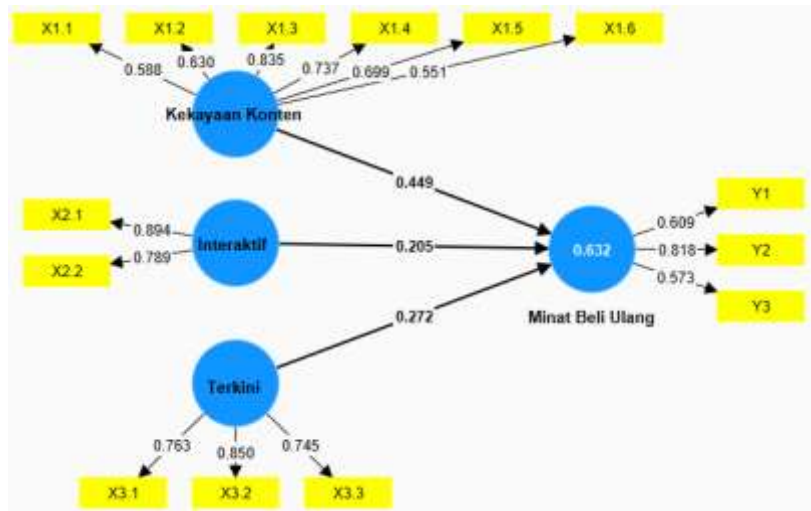 X1.1 X1.2 X1.3 X1.4 X1.5 X1.6
0.588 0.630 0.835 0.737 0.699 0.551
Kekayaan Konten
0.449
X2.1
0.894
X2.2
0.789
Interaktif
0.205
0.632
Minat Beli Ulang
0.609
Y1
0.818
Y2
0.573
Y3
0.272
Terkini
0.763 0.850 0.745
X3.1 X3.2 X3.3